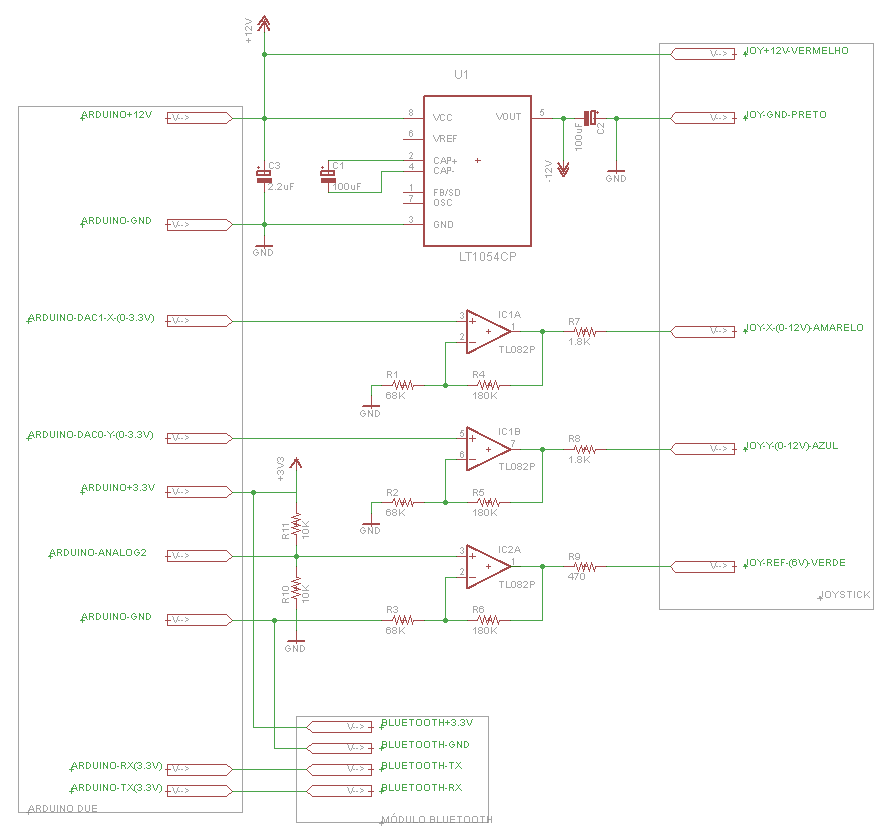 +12V
JOY+12V-VERMELHO
V-->
U1
ARDUINO+12V
V-->
8
VCC
VOUT
5
V-->
JOY-GND-PRETO
6
VREF
100uF
C2
2
CAP+
4
CAP-
C3
2.2uF
C1
100uF
-12V
GND
1
FB/SD
7
OSC
ARDUINO-GND
V-->
3
GND
GND
LT1054CP
ARDUINO-DAC1-X-(0-3.3V)
V-->
3
2
IC1A
1
TL082P
R7
1.8K
V-->
JOY-X-(0-12V)-AMARELO
R1
68K
R4
180K
GND
ARDUINO-DAC0-Y-(0-3.3V)
V-->
5
6
IC1B
7
TL082P
R8
1.8K
V-->
JOY-Y-(0-12V)-AZUL
+3V3
ARDUINO+3.3V
V-->
R2
68K
R5
180K
GND
R11
10K
ARDUINO-ANALOG2
V-->
3
2
IC2A
1
TL082P
R9
470
V-->
JOY-REF-(6V)-VERDE
R10
10K
JOYSTICK
ARDUINO-GND
V-->
R3
68K
R6
180K
GND
V-->
BLUETOOTH+3.3V
V-->
BLUETOOTH-GND
ARDUINO-RX(3.3V)
V-->
V-->
BLUETOOTH-TX
ARDUINO-TX(3.3V)
V-->
V-->
BLUETOOTH-RX
ARDUINO DUE
MÓDULO BLUETOOTH